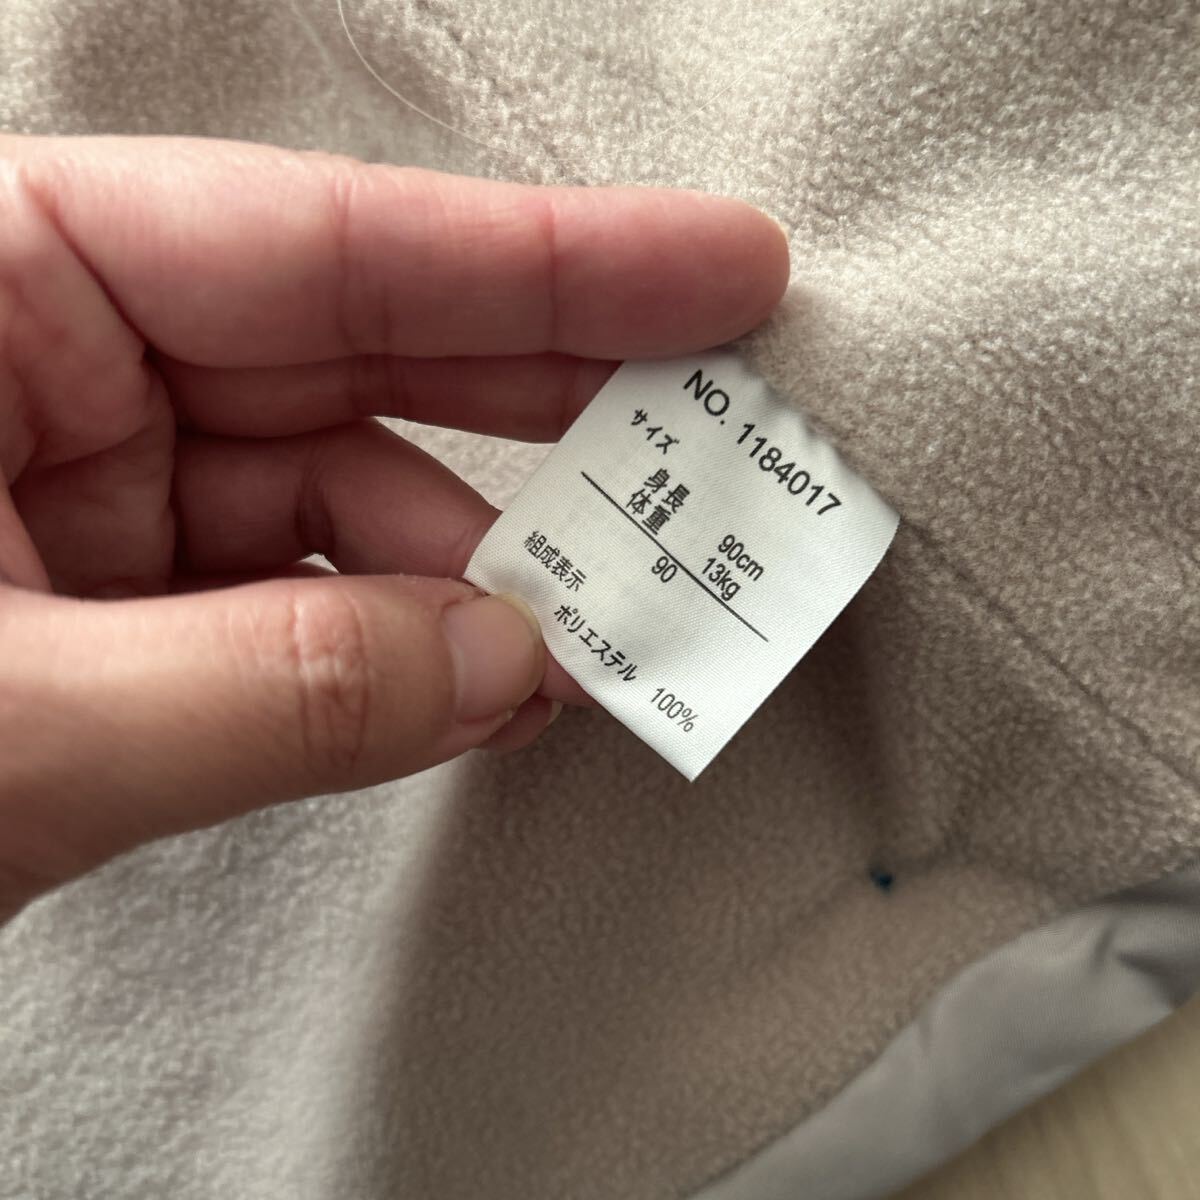 NO. 1184017
サイズ
身長 90cm
体重 13kg
90
組成表示
ポリエステル 100%